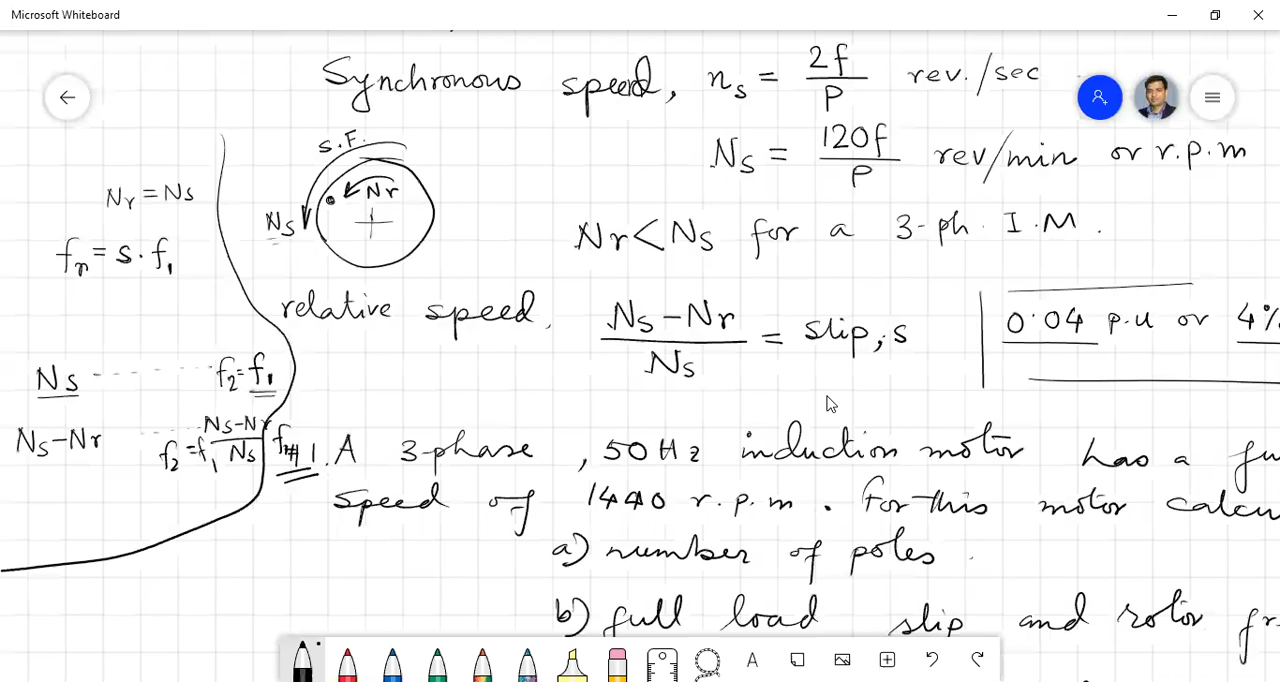 Microsoft Whiteboard
Synchronous speed, ns = 2f/P rev./sec
Ns = 120f/P rev/min or r.p.m
S.F.
Nr
Ns
Nr = Ns
fr = s. f1
Nr < Ns for a 3-ph. I.M.
relative speed, Ns-Nr/Ns = slip, s
0.04 p.u or 4%
Ns f2 = f1
Ns-Nr f2 = f1 Ns-Nr/Ns
1. A 3-phase, 50Hz induction motor has a fu
speed of 1440 r.p.m. For this motor calcu
a) number of poles.
b) full load slip and rotor fr
A